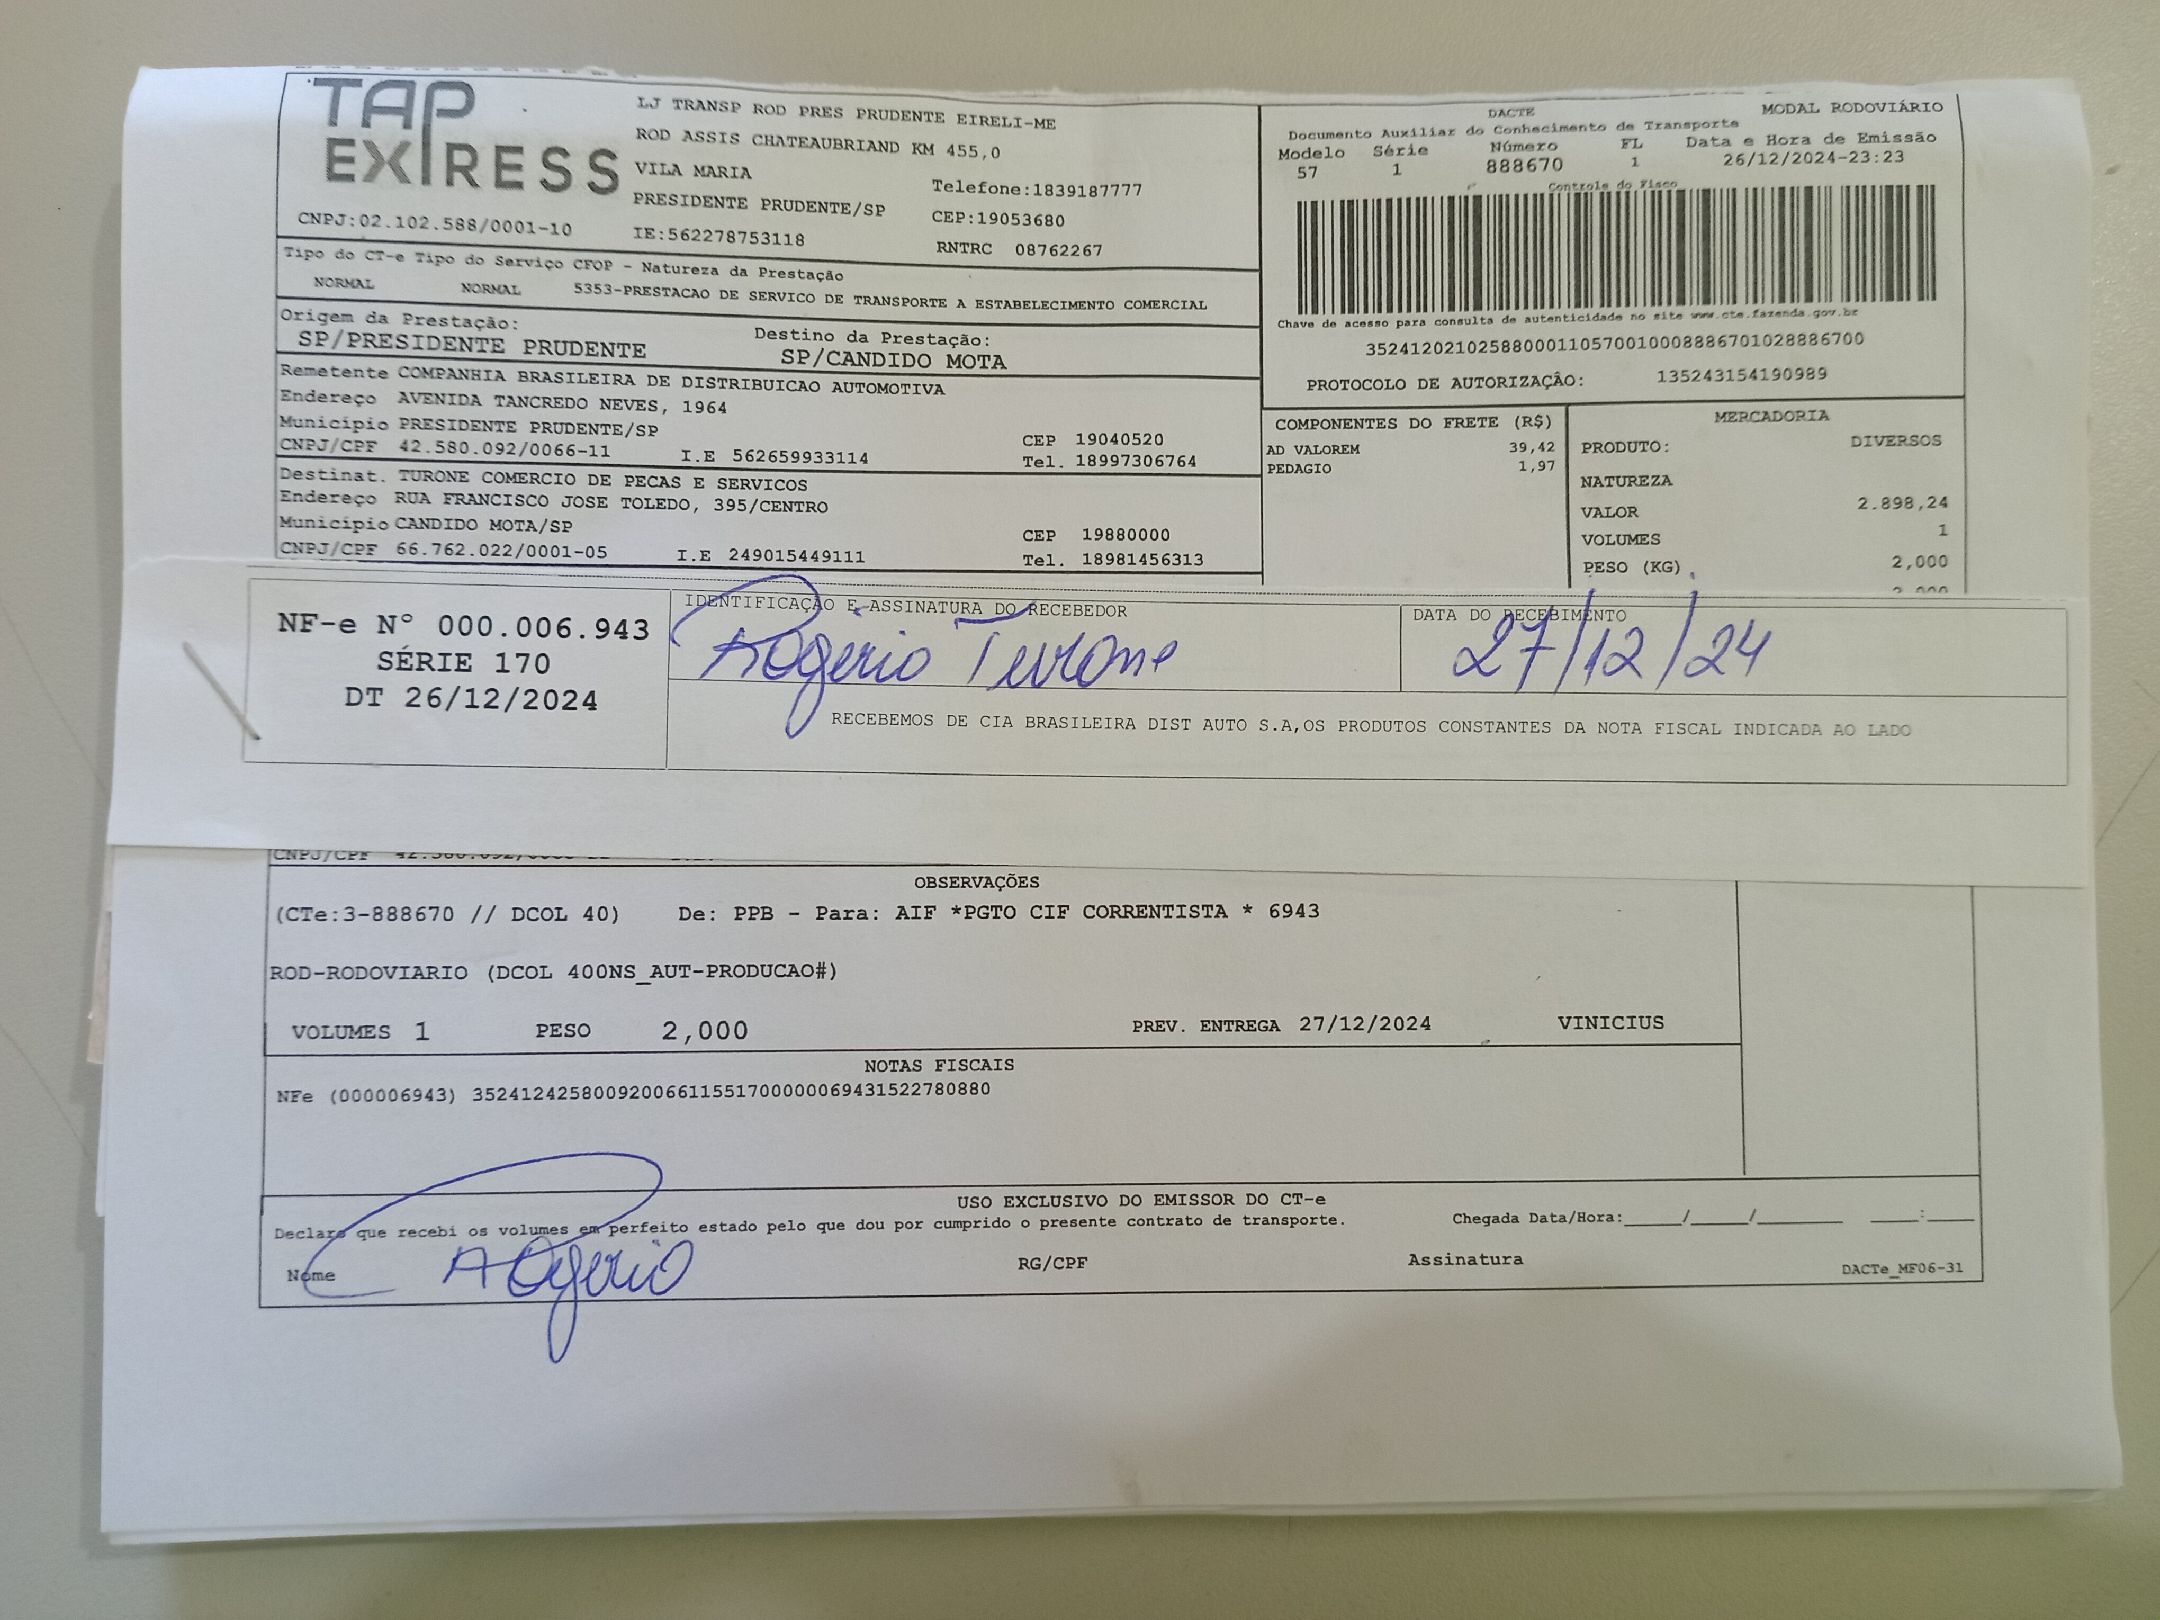 TAP EXPRESS
LJ TRANSP ROD PRES PRUDENTE EIRELI-ME
ROD ASSIS CHATEAUBRIAND KM 455,0
VILA MARIA
Telefone:1839187777
PRESIDENTE PRUDENTE/SP
CEP:19053680
CNPJ:02.102.588/0001-10
IE:562278753118
RNTRC 08762267
DACTE
MODAL RODOVIÁRIO
Documento Auxiliar do Conhecimento de Transporte
Modelo Série Número FL Data e Hora de Emissão
57 1 888670 1 26/12/2024-23:23
Controle do Fisco
Chave de acesso para consulta de autenticidade no site www.cte.fazenda.gov.br
35241202102588000110570010008886701028886700
PROTOCOLO DE AUTORIZAÇÃO: 135243154190989
Tipo do CT-e Tipo do Serviço CFOP - Natureza da Prestação
NORMAL NORMAL 5353-PRESTACAO DE SERVICO DE TRANSPORTE A ESTABELECIMENTO COMERCIAL
Origem da Prestação: Destino da Prestação:
SP/PRESIDENTE PRUDENTE SP/CANDIDO MOTA
Remetente COMPANHIA BRASILEIRA DE DISTRIBUICAO AUTOMOTIVA
Endereço AVENIDA TANCREDO NEVES, 1964
Município PRESIDENTE PRUDENTE/SP CEP 19040520
CNPJ/CPF 42.580.092/0066-11 I.E 562659933114 Tel. 18997306764
Destinat. TURONE COMERCIO DE PECAS E SERVICOS
Endereço RUA FRANCISCO JOSE TOLEDO, 395/CENTRO
Município CANDIDO MOTA/SP CEP 19880000
CNPJ/CPF 66.762.022/0001-05 I.E 249015449111 Tel. 18981456313
COMPONENTES DO FRETE (R$)
AD VALOREM 39,42
PEDAGIO 1,97
MERCADORIA
PRODUTO: DIVERSOS
NATUREZA
VALOR 2.898,24
VOLUMES 1
PESO (KG) 2,000
NF-e N° 000.006.943
SÉRIE 170
DT 26/12/2024
IDENTIFICAÇÃO E ASSINATURA DO RECEBEDOR
Rogério Turone
DATA DO RECEBIMENTO
27/12/24
RECEBEMOS DE CIA BRASILEIRA DIST AUTO S.A,OS PRODUTOS CONSTANTES DA NOTA FISCAL INDICADA AO LADO
CNPJ/CPF
OBSERVAÇÕES
(CTe:3-888670 // DCOL 40) De: PPB - Para: AIF *PGTO CIF CORRENTISTA * 6943
ROD-RODOVIARIO (DCOL 400NS_AUT-PRODUCAO#)
VOLUMES 1 PESO 2,000 PREV. ENTREGA 27/12/2024 VINICIUS
NOTAS FISCAIS
NFe (000006943) 35241242580092006611551700000069431522780880
USO EXCLUSIVO DO EMISSOR DO CT-e
Declaro que recebi os volumes em perfeito estado pelo que dou por cumprido o presente contrato de transporte. Chegada Data/Hora:_____/_____/________ ____:____
Nome Rogério RG/CPF Assinatura
DACTe_MF06-31